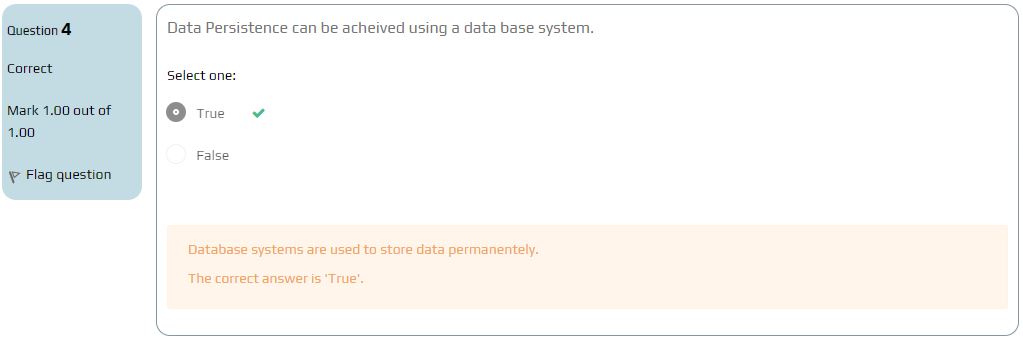 Question 4
Correct
Mark 1.00 out of
1.00
Flag question
Data Persistence can be acheived using a data base system.
Select one:
True
False
Database systems are used to store data permanentely.
The correct answer is 'True'.